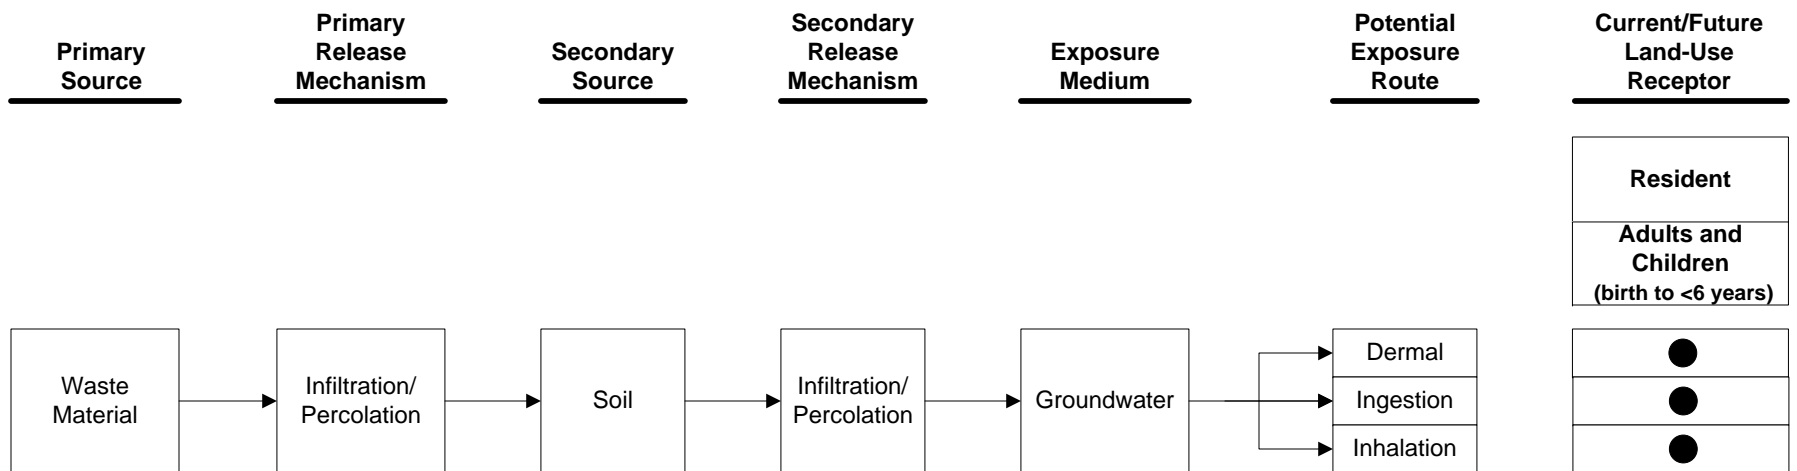 Primary
Source
Primary
Release
Mechanism
Secondary
Source
Secondary
Release
Mechanism
Exposure
Medium
Potential
Exposure
Route
Current/Future
Land-Use
Receptor
Resident
Adults and
Children
(birth to <6 years)
Waste
Material
Infiltration/
Percolation
Soil
Infiltration/
Percolation
Groundwater
Dermal
Ingestion
Inhalation